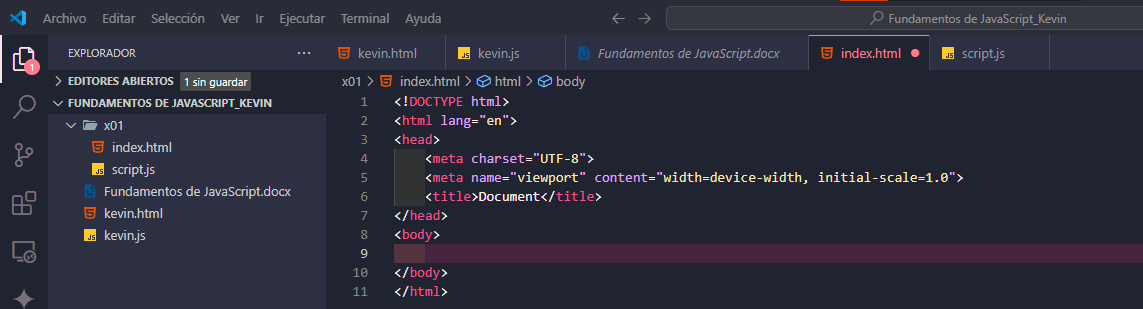 Archivo Editar Selección Ver Ir Ejecutar Terminal Ayuda Fundamentos de JavaScript_Kevin
EXPLORADOR ... kevin.html kevin.js Fundamentos de JavaScript.docx index.html script.js
1
EDITORES ABIERTOS 1 sin guardar
x01 > index.html > html > body
FUNDAMENTOS DE JAVASCRIPT_KEVIN
x01
index.html
script.js
Fundamentos de JavaScript.docx
kevin.html
kevin.js
1 <!DOCTYPE html>
2 <html lang="en">
3 <head>
4 <meta charset="UTF-8">
5 <meta name="viewport" content="width=device-width, initial-scale=1.0">
6 <title>Document</title>
7 </head>
8 <body>
9
10 </body>
11 </html>